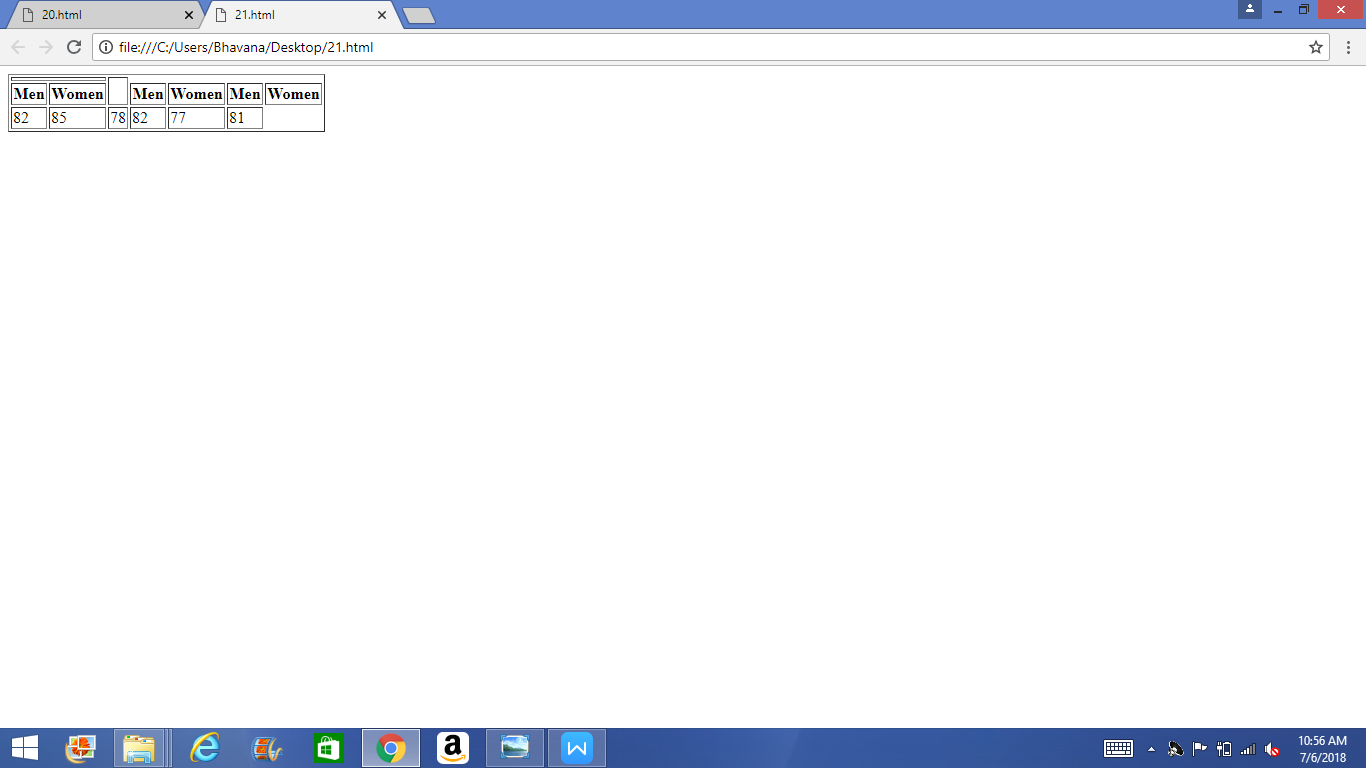 20.html 21.html
file:///C:/Users/Bhavana/Desktop/21.html
Men Women Men Women Men Women
82 85 78 82 77 81
10:56 AM
7/6/2018